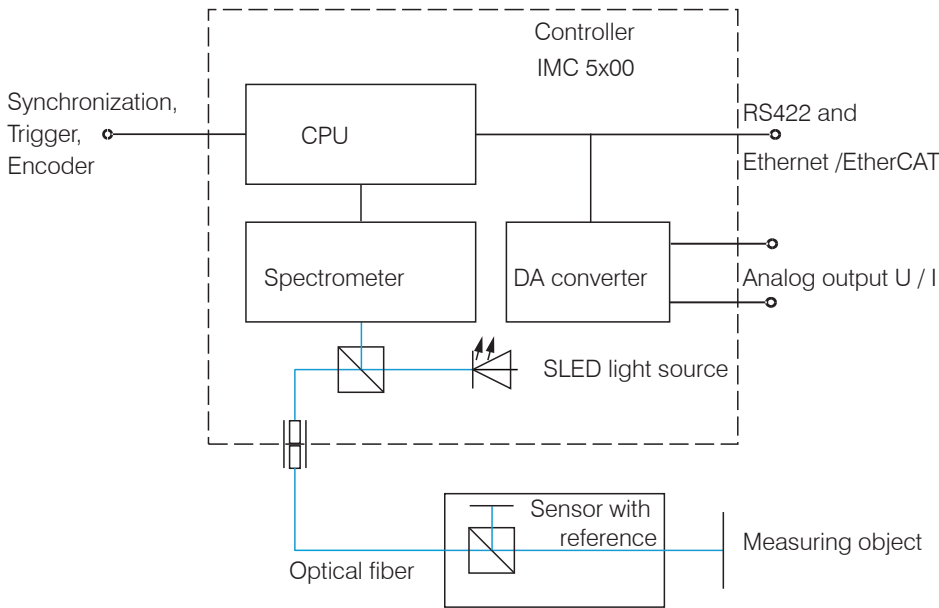 Controller
IMC 5x00
Synchronization,
Trigger,
Encoder
CPU
RS422 and
Ethernet /EtherCAT
Spectrometer
DA converter
Analog output U / I
SLED light source
Sensor with
reference
Optical fiber
Measuring object